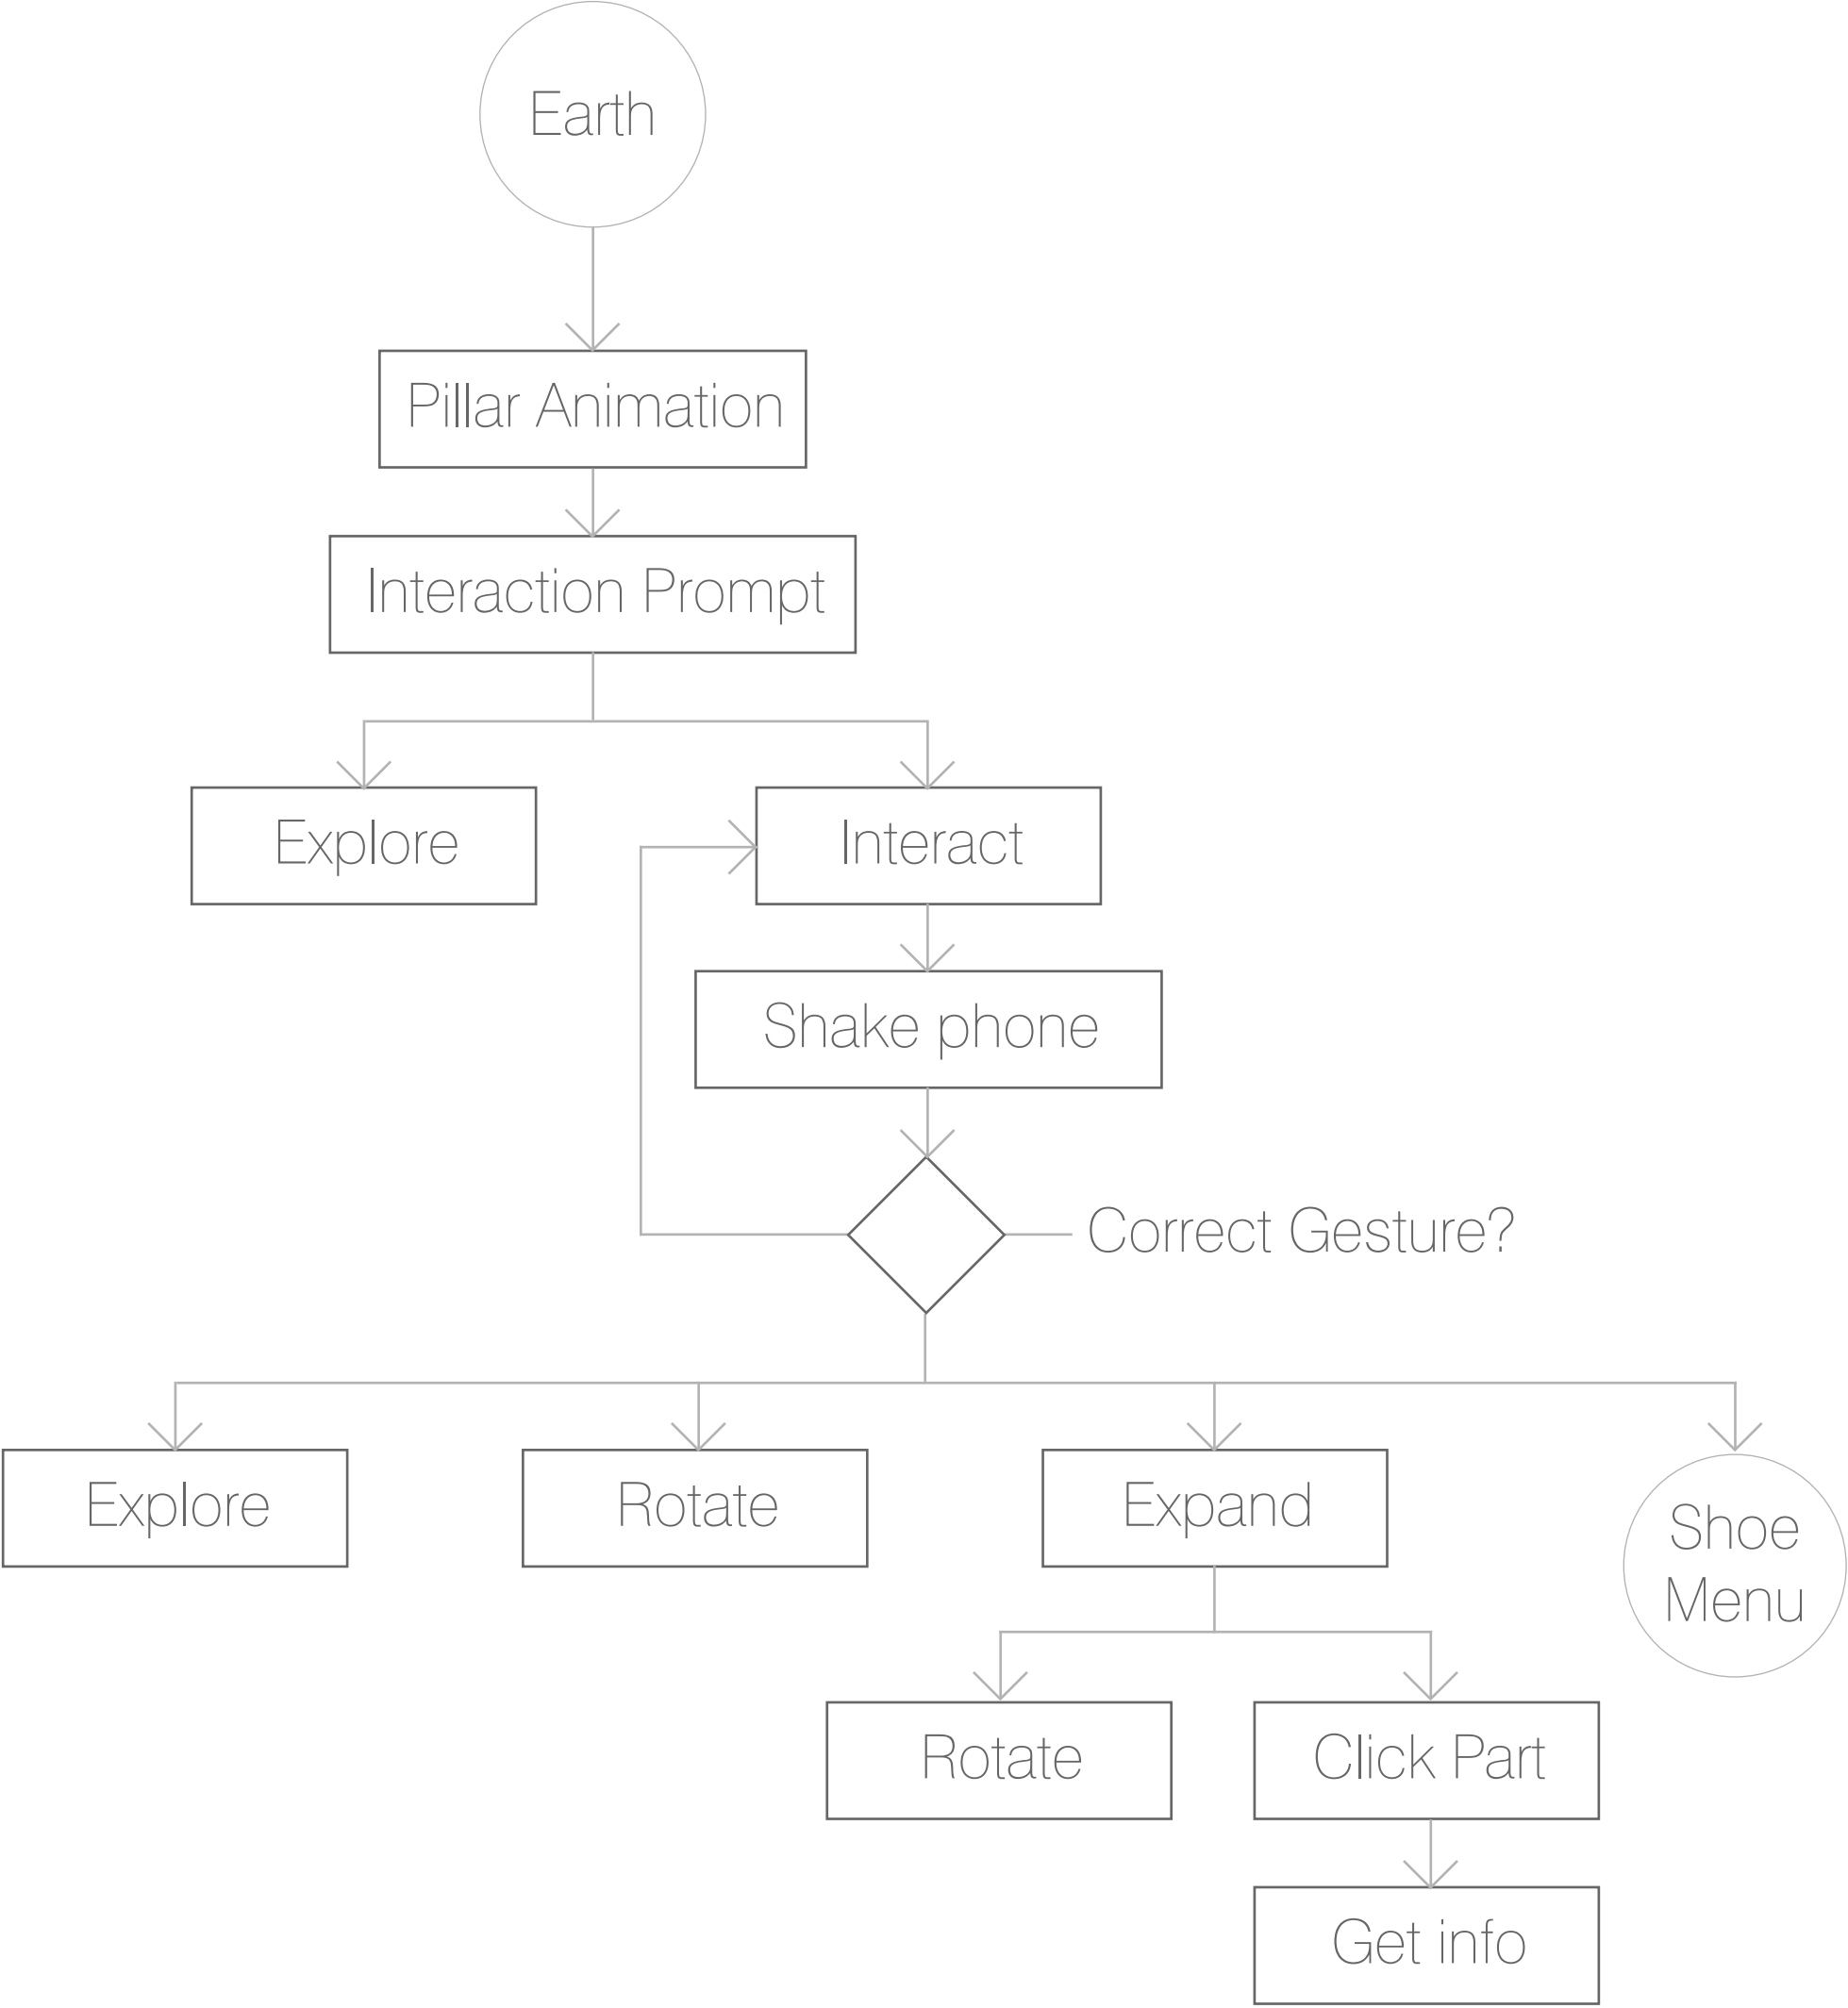 Earth
Pillar Animation
Interaction Prompt
Explore
Interact
Shake phone
Correct Gesture?
Explore
Rotate
Expand
Shoe
Menu
Rotate
Click Part
Get info